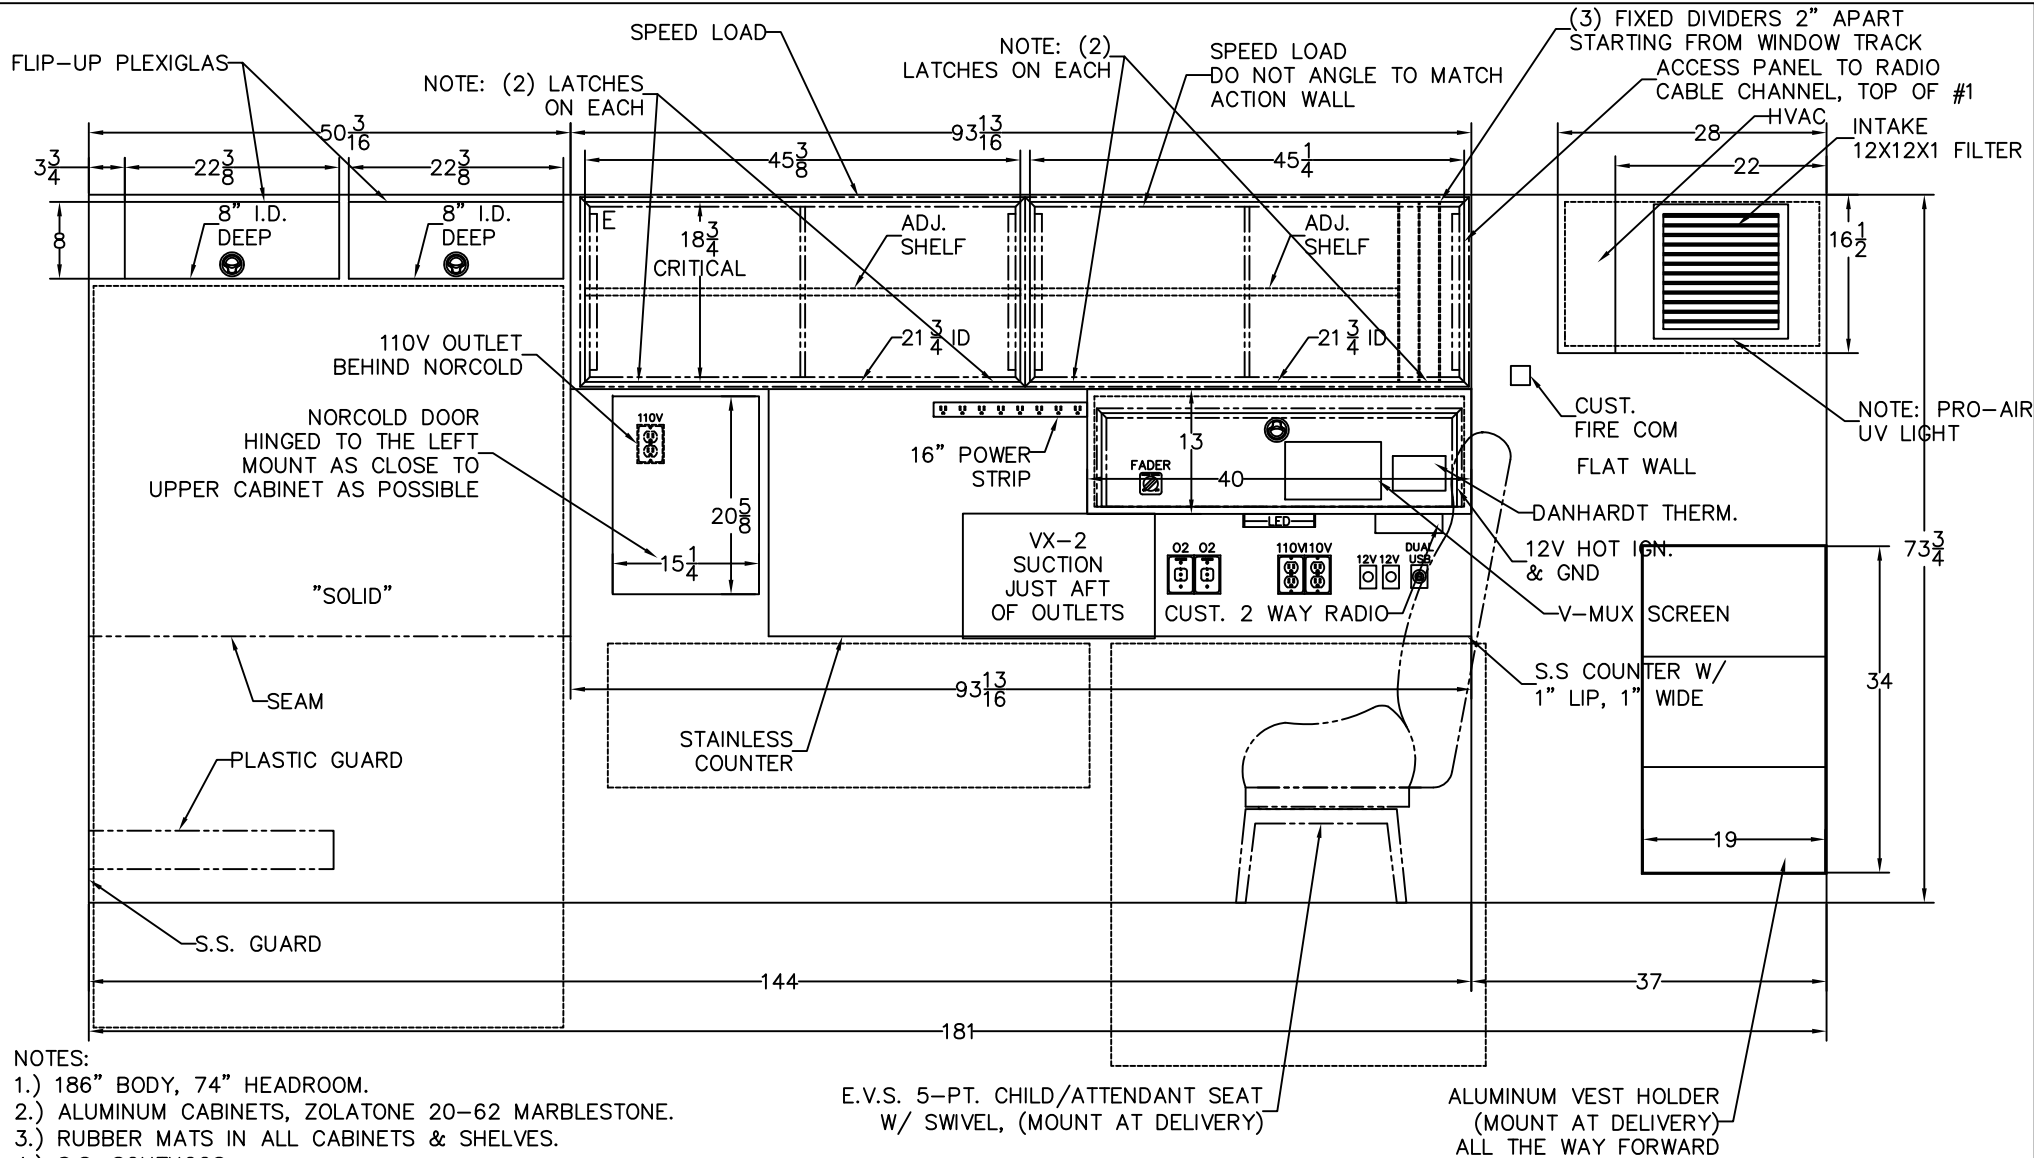 SPEED LOAD
(3) FIXED DIVIDERS 2" APART
STARTING FROM WINDOW TRACK
FLIP-UP PLEXIGLAS
NOTE: (2) LATCHES
ON EACH
NOTE: (2)
LATCHES ON EACH
SPEED LOAD
DO NOT ANGLE TO MATCH
ACTION WALL
ACCESS PANEL TO RADIO
CABLE CHANNEL, TOP OF #1
HVAC
INTAKE
12X12X1 FILTER
50 3/16
93 13/16
28
3 3/4
22 3/8
22 3/8
45 3/8
45 1/4
22
8
8" I.D.
DEEP
8" I.D.
DEEP
E
18 3/4
CRITICAL
ADJ.
SHELF
ADJ.
SHELF
16 1/2
21 3/4 ID
21 3/4 ID
110V OUTLET
BEHIND NORCOLD
NORCOLD DOOR
HINGED TO THE LEFT
MOUNT AS CLOSE TO
UPPER CABINET AS POSSIBLE
110V
20 5/8
15 1/4
16" POWER
STRIP
13
FADER
40
CUST.
FIRE COM
FLAT WALL
NOTE: PRO-AIR
UV LIGHT
DANHARDT THERM.
12V HOT IGN.
& GND
V-MUX SCREEN
73 3/4
LED
VX-2
SUCTION
JUST AFT
OF OUTLETS
O2 O2
110V 110V
12V 12V
DUAL
USB
CUST. 2 WAY RADIO
"SOLID"
SEAM
S.S COUNTER W/
1" LIP, 1" WIDE
34
93 13/16
STAINLESS
COUNTER
PLASTIC GUARD
19
S.S. GUARD
144
37
181
NOTES:
1.) 186" BODY, 74" HEADROOM.
2.) ALUMINUM CABINETS, ZOLATONE 20-62 MARBLESTONE.
3.) RUBBER MATS IN ALL CABINETS & SHELVES.
E.V.S. 5-PT. CHILD/ATTENDANT SEAT
W/ SWIVEL, (MOUNT AT DELIVERY)
ALUMINUM VEST HOLDER
(MOUNT AT DELIVERY)
ALL THE WAY FORWARD